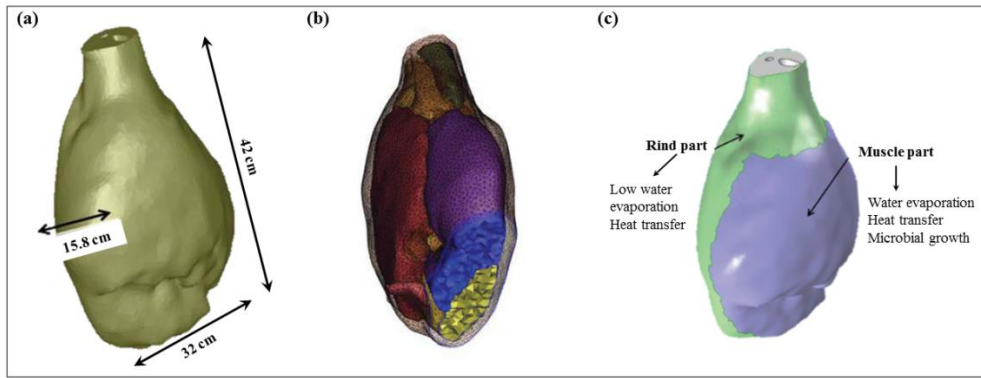 (a)
42 cm
15.8 cm
32 cm
(b)
(c)
Rind part
Low water
evaporation
Heat transfer
Muscle part
Water evaporation
Heat transfer
Microbial growth